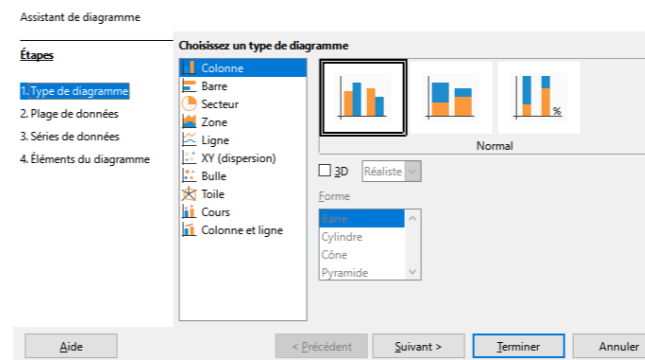 Assistant de diagramme
Étapes
1. Type de diagramme
2. Plage de données
3. Séries de données
4. Éléments du diagramme
Choisissez un type de diagramme
Colonne
Barre
Secteur
Zone
Ligne
XY (dispersion)
Bulle
Toile
Cours
Colonne et ligne
%
Normal
3D Réaliste
Forme
Barre
Cylindre
Cône
Pyramide
Aide < Précédent Suivant > Terminer Annuler